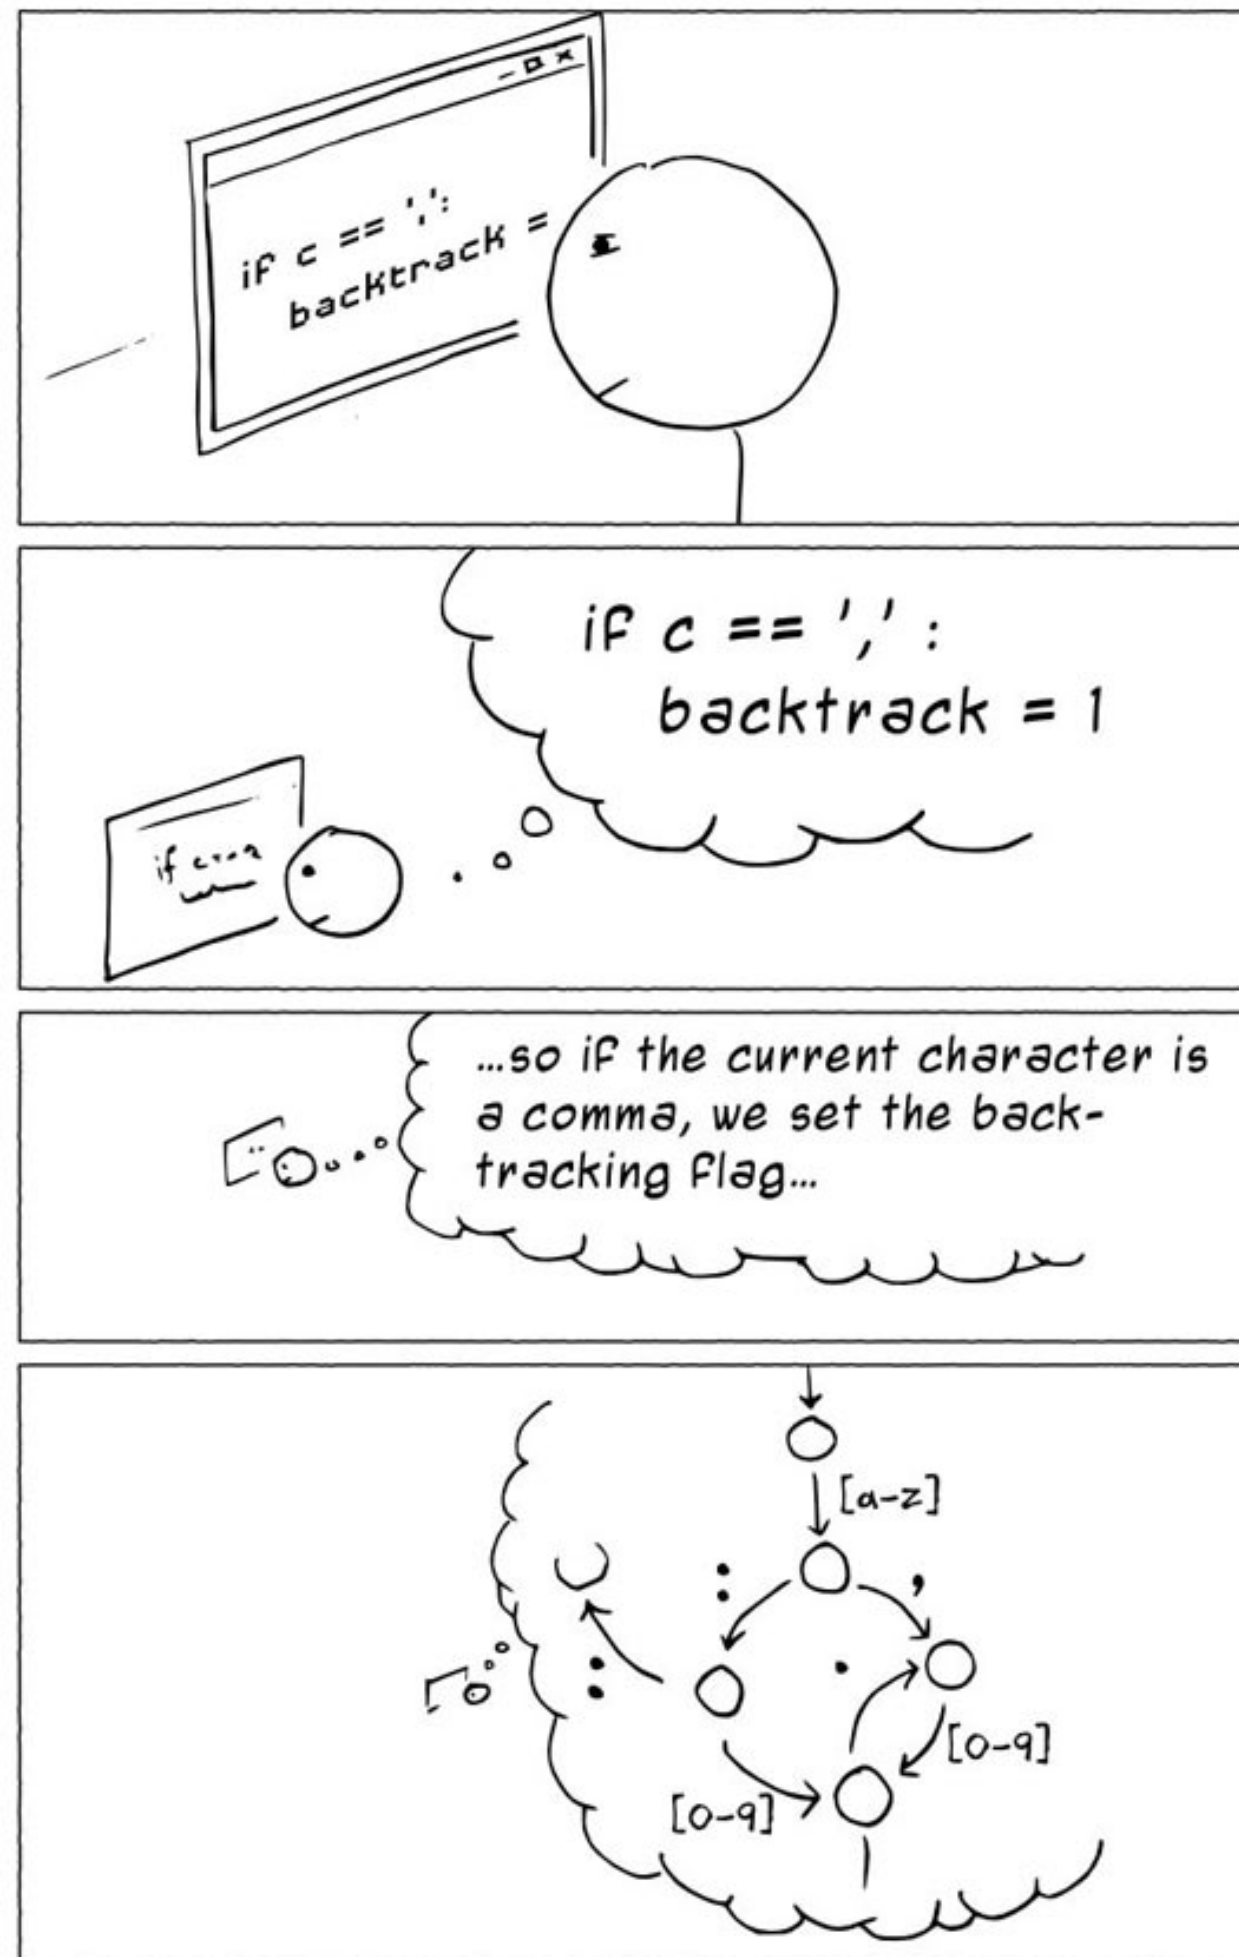 if c == ',':
backtrack =
if c == ',' :
backtrack = 1
...so if the current character is
a comma, we set the back-
tracking flag...
[a-z]
: ,
: .
[0-9]
[0-9]